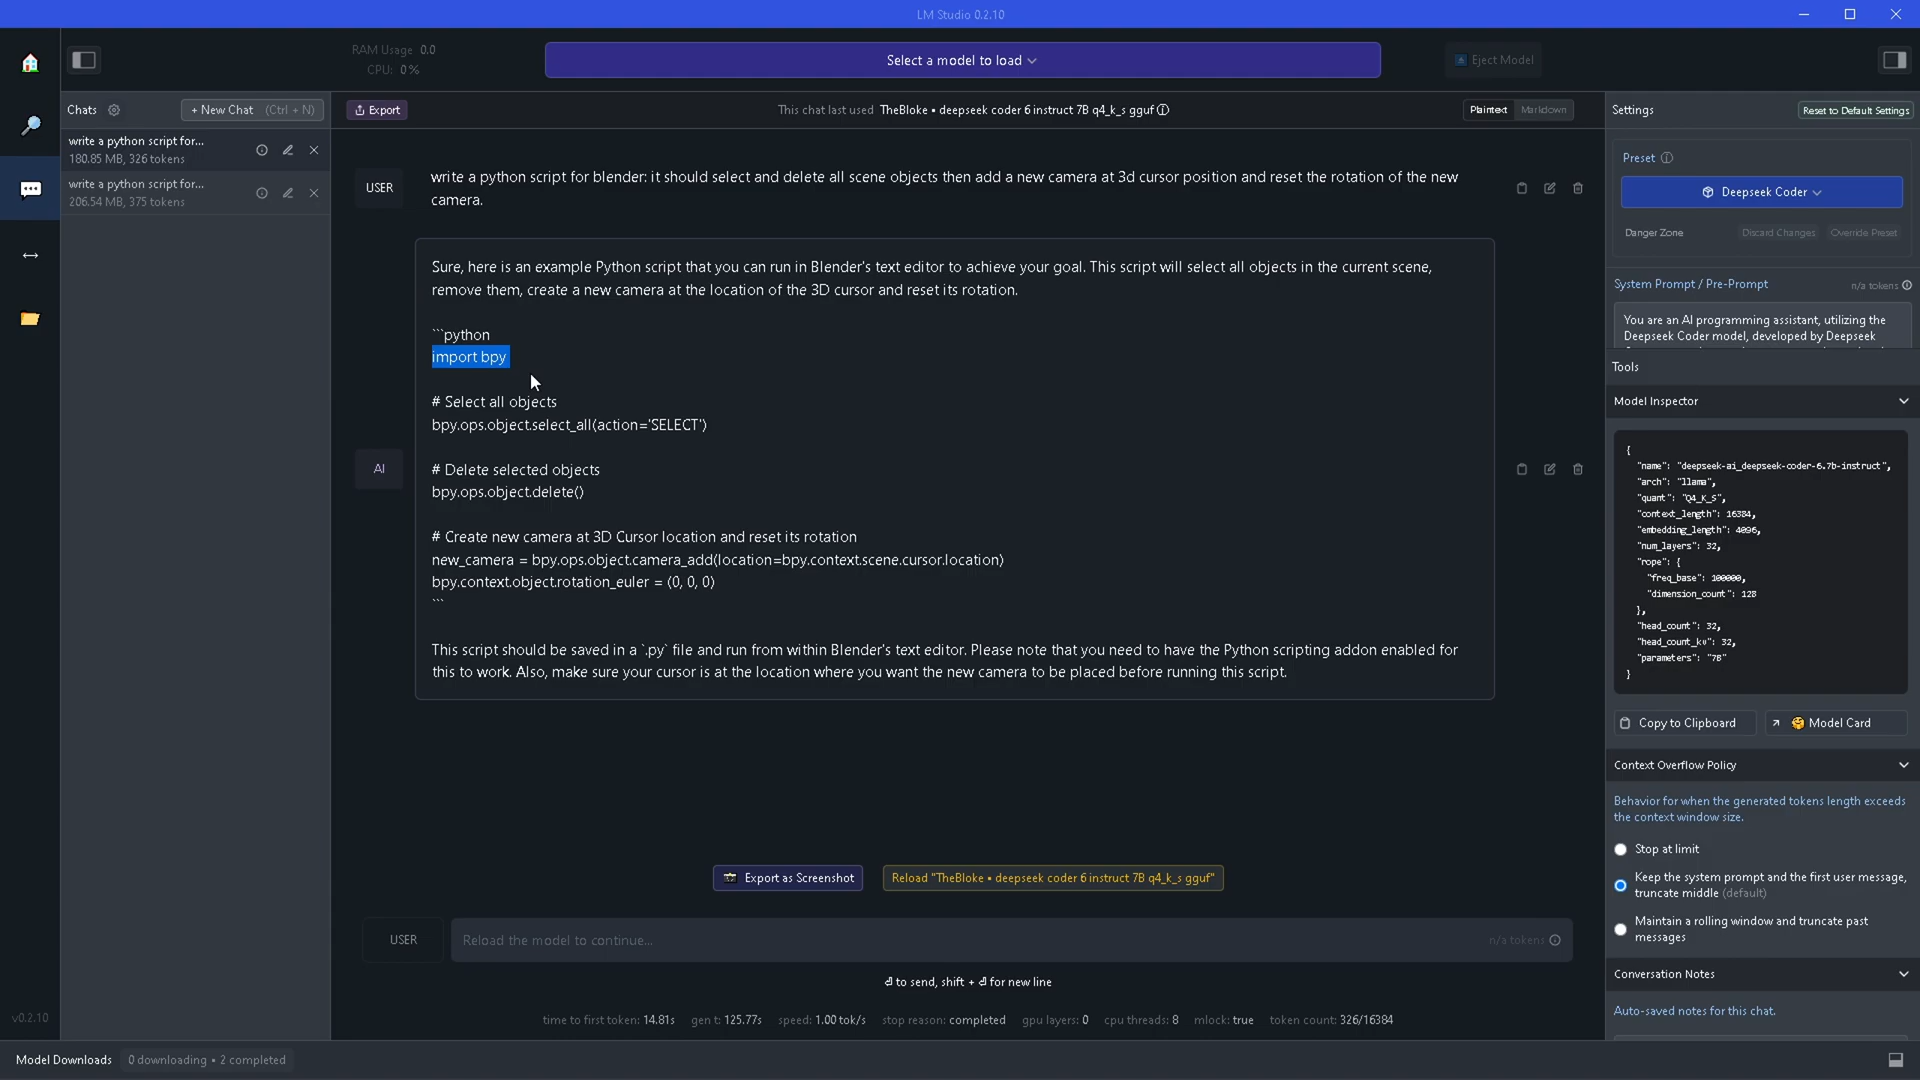 LM Studio 0.2.10
RAM Usage 0.0
CPU: 0%
Select a model to load
Eject Model
Chats
+ New Chat (Ctrl + N)
Export
This chat last used TheBloke • deepseek coder 6 instruct 7B q4_k_s gguf
Plaintext Markdown
Settings
Reset to Default Settings
write a python script for...
180.85 MB, 326 tokens
write a python script for...
206.54 MB, 375 tokens
USER
write a python script for blender: it should select and delete all scene objects then add a new camera at 3d cursor position and reset the rotation of the new
camera.
AI
Sure, here is an example Python script that you can run in Blender's text editor to achieve your goal. This script will select all objects in the current scene,
remove them, create a new camera at the location of the 3D cursor and reset its rotation.
```python
import bpy
# Select all objects
bpy.ops.object.select_all(action='SELECT')
# Delete selected objects
bpy.ops.object.delete()
# Create new camera at 3D Cursor location and reset its rotation
new_camera = bpy.ops.object.camera_add(location=bpy.context.scene.cursor.location)
bpy.context.object.rotation_euler = (0, 0, 0)
```
This script should be saved in a `.py` file and run from within Blender's text editor. Please note that you need to have the Python scripting addon enabled for
this to work. Also, make sure your cursor is at the location where you want the new camera to be placed before running this script.
Export as Screenshot
Reload "TheBloke • deepseek coder 6 instruct 7B q4_k_s gguf"
USER
Reload the model to continue...
n/a tokens
⏎ to send, shift + ⏎ for new line
time to first token: 14.81s gen t: 125.77s speed: 1.00 tok/s stop reason: completed gpu layers: 0 cpu threads: 8 mlock: true token count: 326/16384
Preset
Deepseek Coder
Danger Zone
Discard Changes
Override Preset
System Prompt / Pre-Prompt
n/a tokens
You are an AI programming assistant, utilizing the
Deepseek Coder model, developed by Deepseek
Tools
Model Inspector
{
"name": "deepseek-ai_deepseek-coder-6.7b-instruct",
"arch": "llama",
"quant": "Q4_K_S",
"context_length": 16384,
"embedding_length": 4096,
"num_layers": 32,
"rope": {
"freq_base": 100000,
"dimension_count": 128
},
"head_count": 32,
"head_count_kv": 32,
"parameters": "7B"
}
Copy to Clipboard
Model Card
Context Overflow Policy
Behavior for when the generated tokens length exceeds
the context window size.
Stop at limit
Keep the system prompt and the first user message,
truncate middle (default)
Maintain a rolling window and truncate past
messages
Conversation Notes
Auto-saved notes for this chat.
v0.2.10
Model Downloads
0 downloading • 2 completed